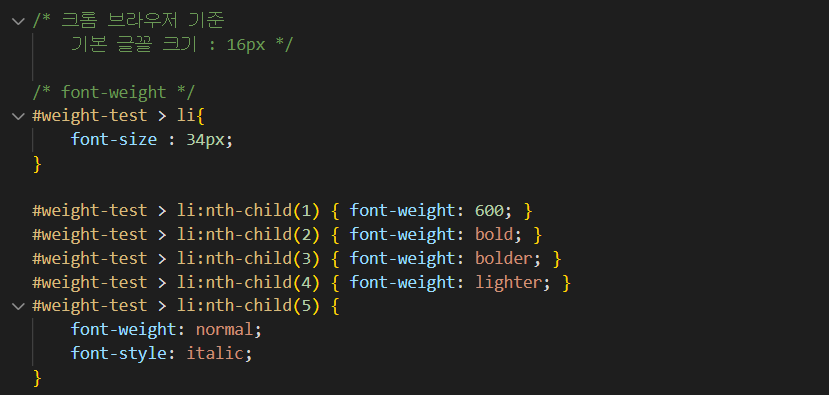 /* 크롬 브라우저 기준
기본 글꼴 크기 : 16px */
/* font-weight */
#weight-test > li{
font-size : 34px;
}
#weight-test > li:nth-child(1) { font-weight: 600; }
#weight-test > li:nth-child(2) { font-weight: bold; }
#weight-test > li:nth-child(3) { font-weight: bolder; }
#weight-test > li:nth-child(4) { font-weight: lighter; }
#weight-test > li:nth-child(5) {
font-weight: normal;
font-style: italic;
}